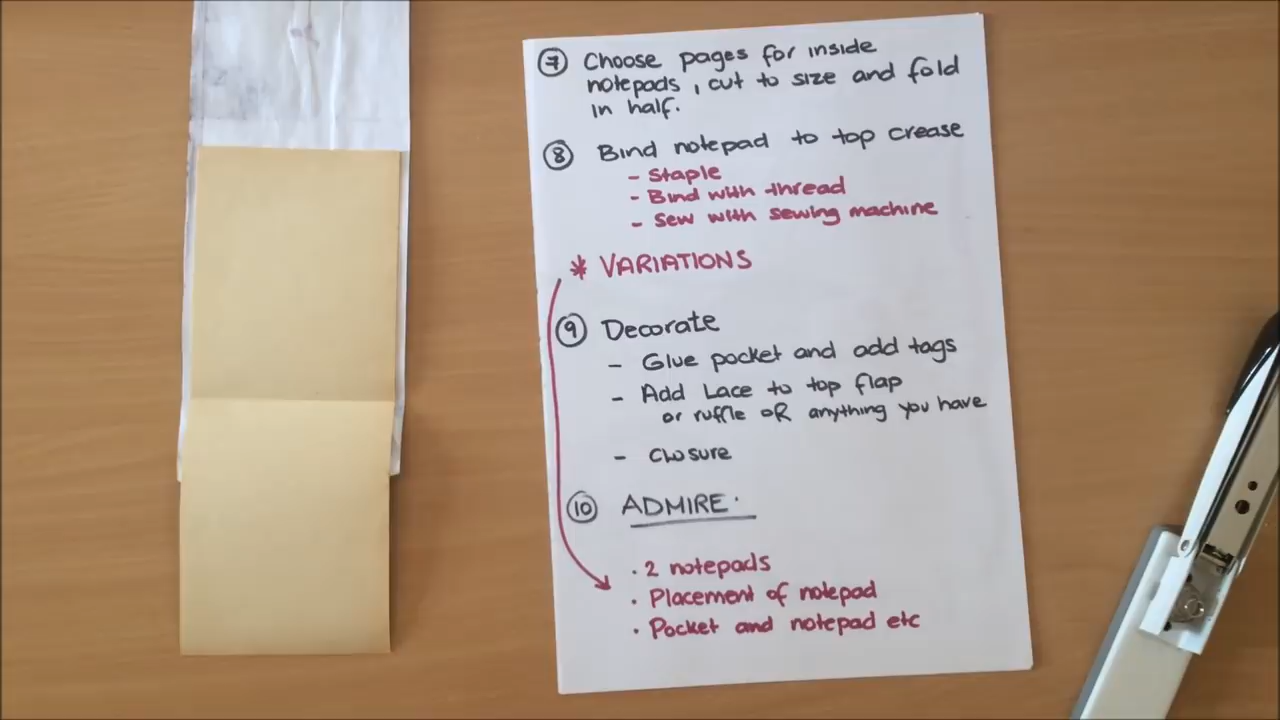 7 Choose pages for inside
notepads, cut to size and fold
in half.
8 Bind notepad to top crease
- Staple
- Bind with thread
- Sew with sewing machine
* VARIATIONS
9 Decorate
- Glue pocket and add tags
- Add Lace to top flap
or ruffle OR anything you have
- Closure
10 ADMIRE.
• 2 notepads
• Placement of notepad
• Pocket and notepad etc